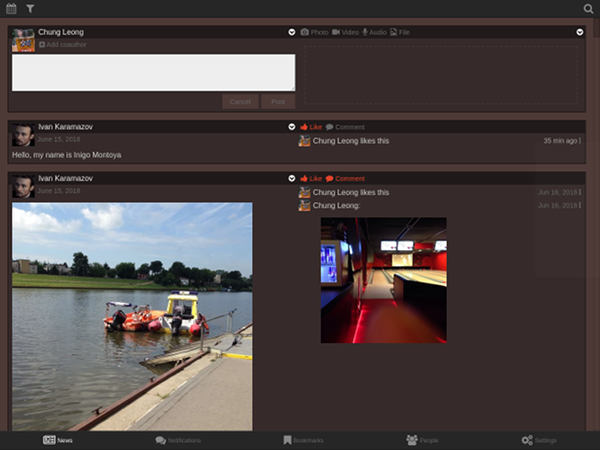 Chung Leong
Photo Video Audio File
Add coauthor
Cancel Post
Ivan Karamazov
Like Comment
June 15, 2018
Chung Leong likes this
35 min ago
Hello, my name is Inigo Montoya
Ivan Karamazov
Like Comment
June 15, 2018
Chung Leong likes this
Jun 16, 2018
Chung Leong:
Jun 16, 2018
News Notifications Bookmarks People Settings